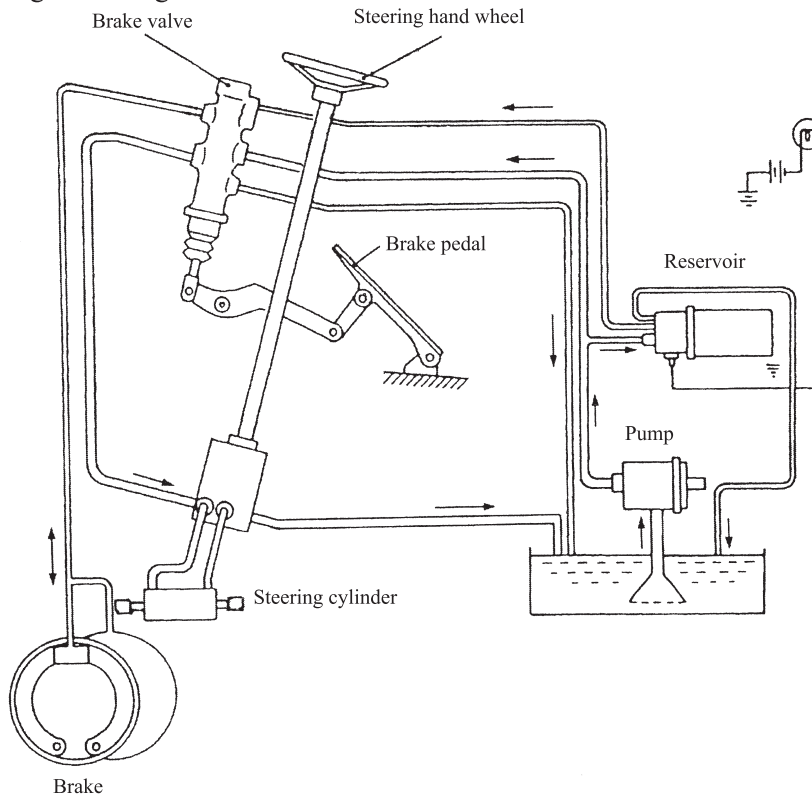 Steering hand wheel
Brake valve
Brake pedal
Reservoir
Pump
Steering cylinder
Brake